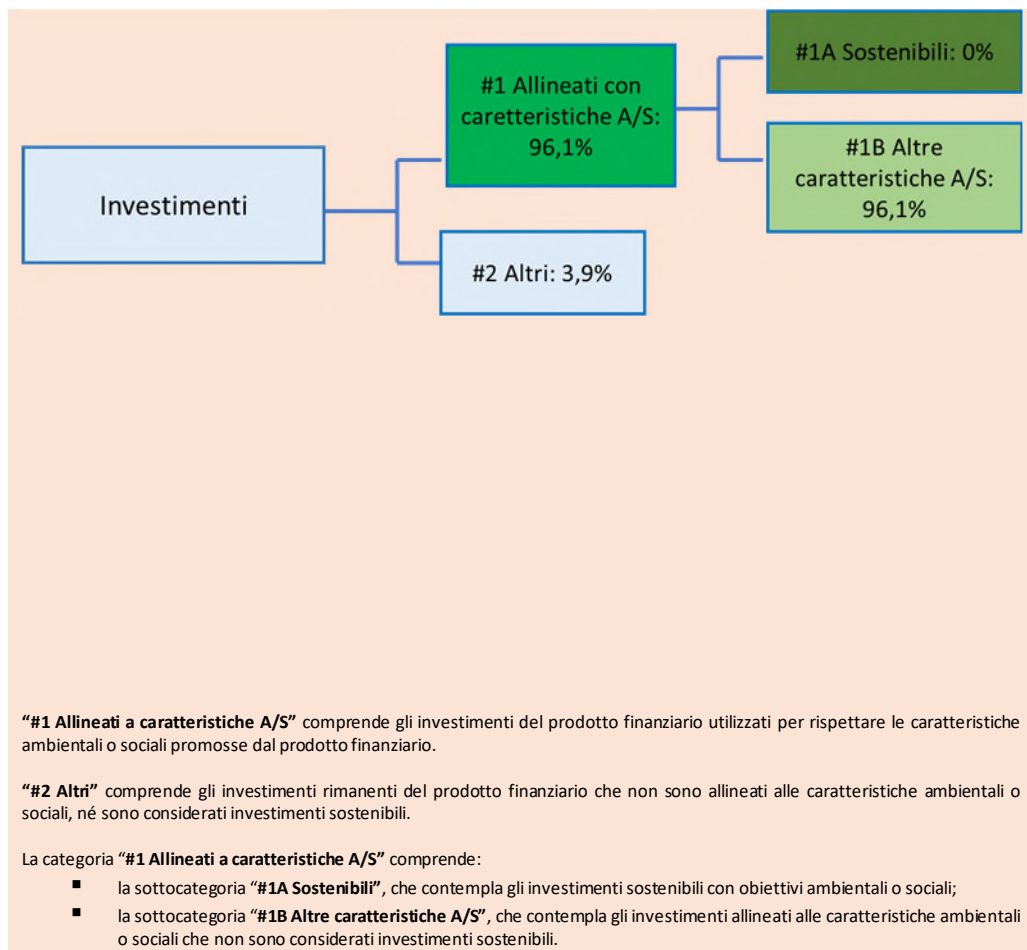 #1A Sostenibili: 0%
#1 Allineati con
caretteristiche A/S:
96,1%
#1B Altre
caratteristiche A/S:
96,1%
Investimenti
#2 Altri: 3,9%
“#1 Allineati a caratteristiche A/S” comprende gli investimenti del prodotto finanziario utilizzati per rispettare le caratteristiche
ambientali o sociali promosse dal prodotto finanziario.
“#2 Altri” comprende gli investimenti rimanenti del prodotto finanziario che non sono allineati alle caratteristiche ambientali o
sociali, né sono considerati investimenti sostenibili.
La categoria “#1 Allineati a caratteristiche A/S” comprende:
▪ la sottocategoria “#1A Sostenibili”, che contempla gli investimenti sostenibili con obiettivi ambientali o sociali;
▪ la sottocategoria “#1B Altre caratteristiche A/S”, che contempla gli investimenti allineati alle caratteristiche ambientali
o sociali che non sono considerati investimenti sostenibili.